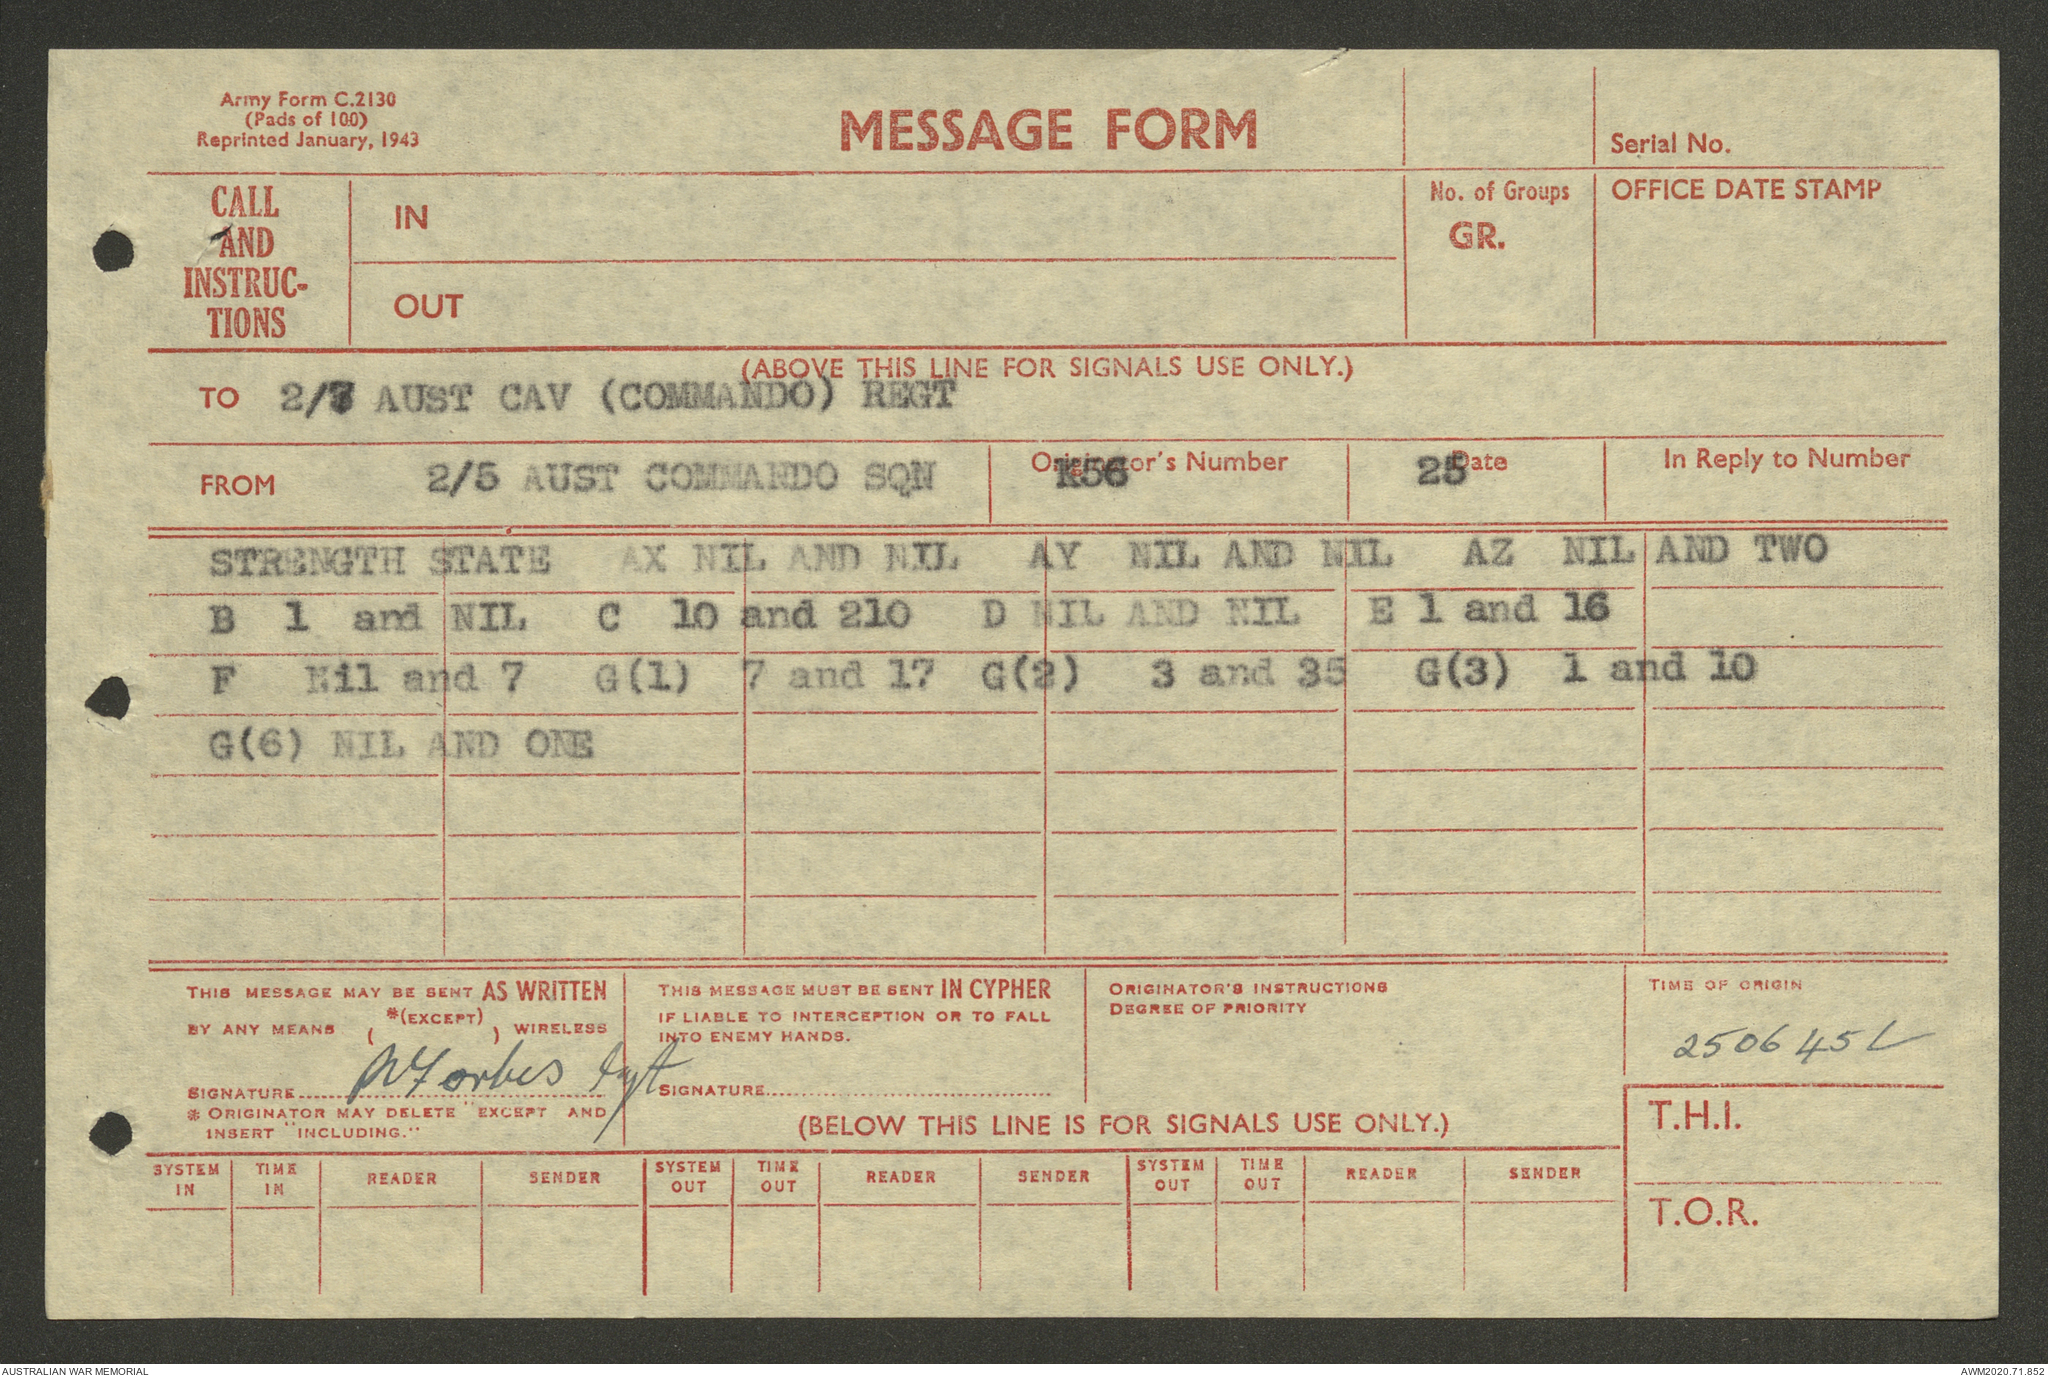 Army Form C.2130
(Pads of 100)
Reprinted January, 1943
MESSAGE FORM
Serial No.
CALL
AND
INSTRUC-
TIONS
IN
OUT
No. of Groups
GR.
OFFICE DATE STAMP
(ABOVE THIS LINE FOR SIGNALS USE ONLY.)
TO 2/7 AUST CAV (COMMANDO) REGT
FROM 2/5 AUST COMMANDO SQN
Originator's Number
K56
Date
25
In Reply to Number
STRENGTH STATE AX NIL AND NIL AY NIL AND NIL AZ NIL AND TWO
B 1 and NIL C 10 and 210 D NIL AND NIL E 1 and 16
F Nil and 7 G(1) 7 and 17 G(2) 3 and 35 G(3) 1 and 10
G(6) NIL AND ONE
THIS MESSAGE MAY BE SENT AS WRITTEN
BY ANY MEANS ( *(EXCEPT) ) WIRELESS
SIGNATURE Forbes
* ORIGINATOR MAY DELETE "EXCEPT AND
INSERT "INCLUDING."
THIS MESSAGE MUST BE SENT IN CYPHER
IF LIABLE TO INTERCEPTION OR TO FALL
INTO ENEMY HANDS.
SIGNATURE
ORIGINATOR'S INSTRUCTIONS
DEGREE OF PRIORITY
TIME OF ORIGIN
250645L
(BELOW THIS LINE IS FOR SIGNALS USE ONLY.)
T.H.I.
T.O.R.
SYSTEM IN TIME IN READER SENDER SYSTEM OUT TIME OUT READER SENDER SYSTEM OUT TIME OUT READER SENDER
AUSTRALIAN WAR MEMORIAL
AWM2020.71.852